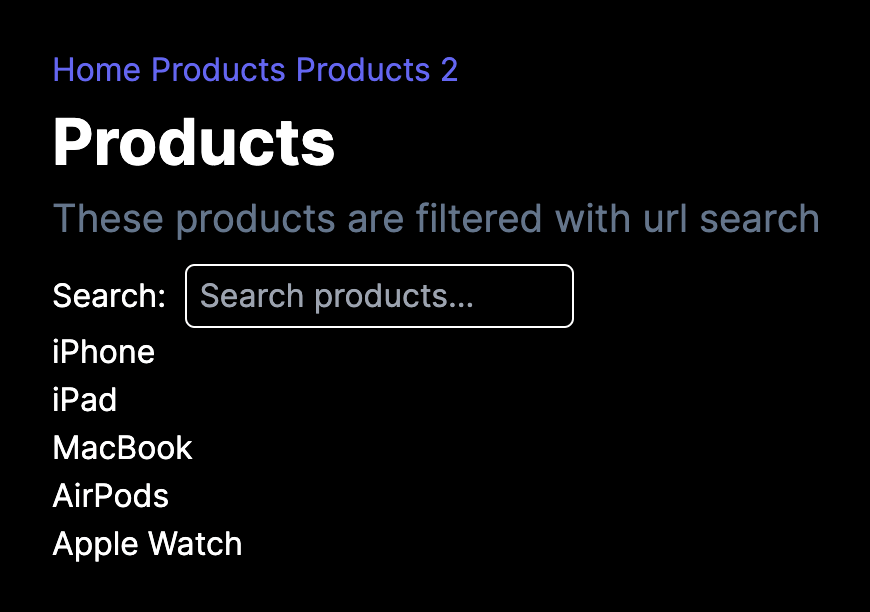 Home Products Products 2
Products
These products are filtered with url search
Search: Search products...
iPhone
iPad
MacBook
AirPods
Apple Watch